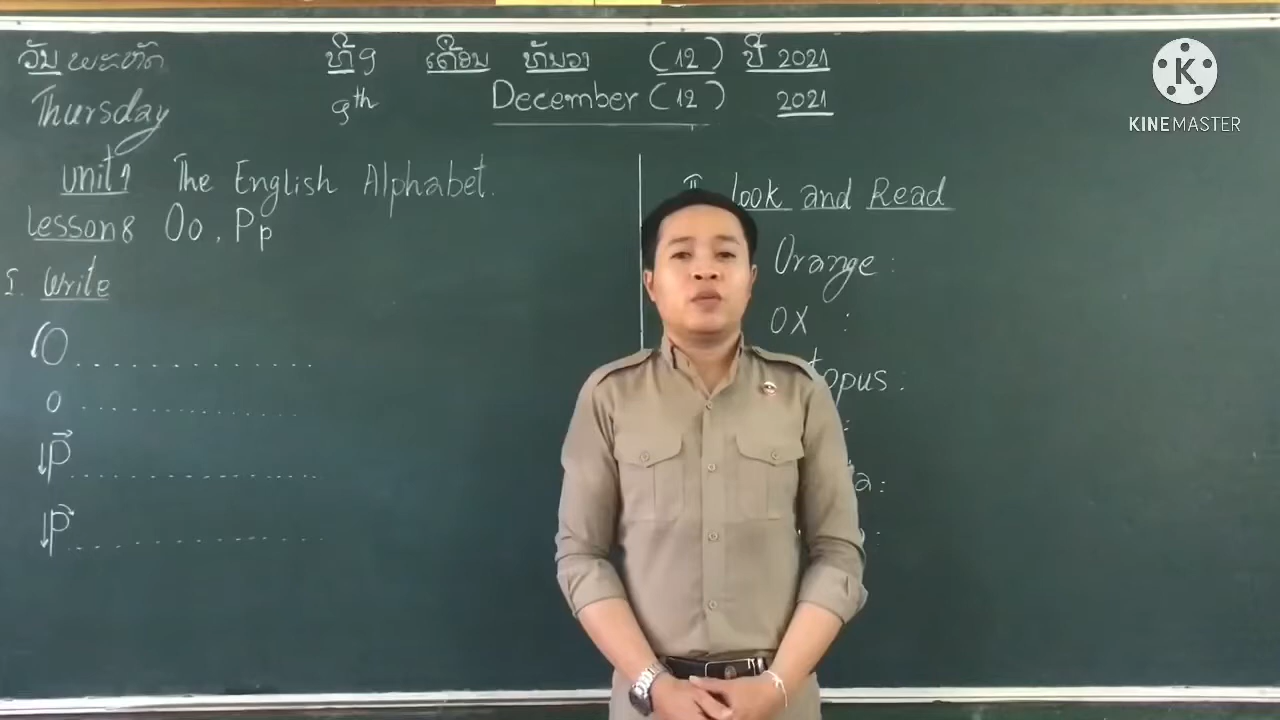 ວັນ ພະຫັດ ທີ 9 ເດືອນ ທັນວາ (12) ປີ 2021
Thursday 9th December (12) 2021
Unit 1 The English Alphabet.
Lesson 8 Oo, Pp
I. Write
O
o
P
p
II. Look and Read
Orange:
OX :
KINEMASTER